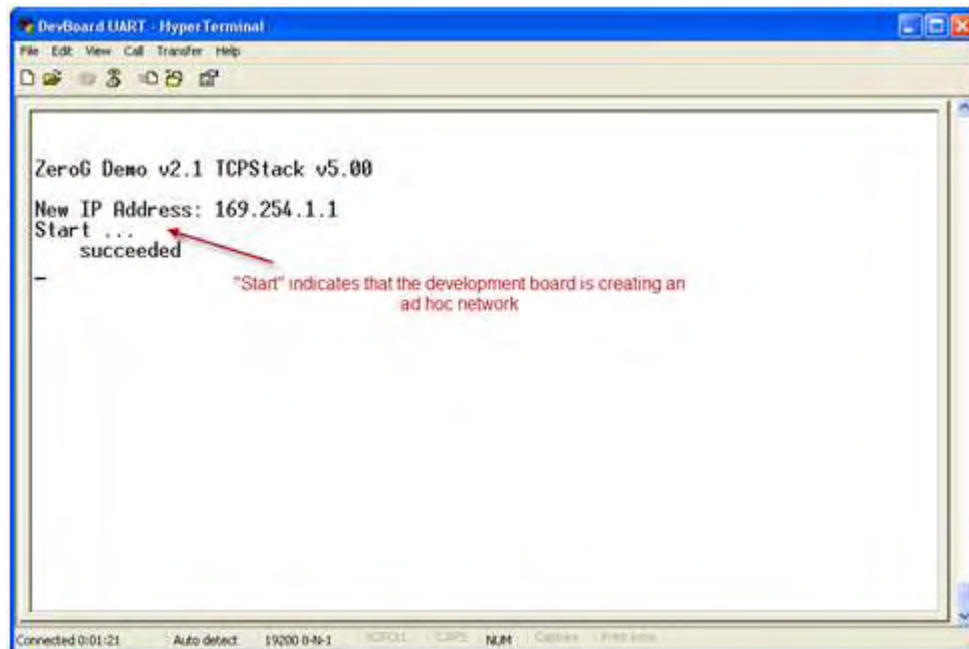 DevBoard UART - HyperTerminal
File Edit View Call Transfer Help
ZeroG Demo v2.1 TCPStack v5.00
New IP Address: 169.254.1.1
Start ...
succeeded
"Start" indicates that the development board is creating an
ad hoc network
Connected 0:01:21 Auto detect 19200 8-N-1 SCROLL CAPS NUM Capture Print echo